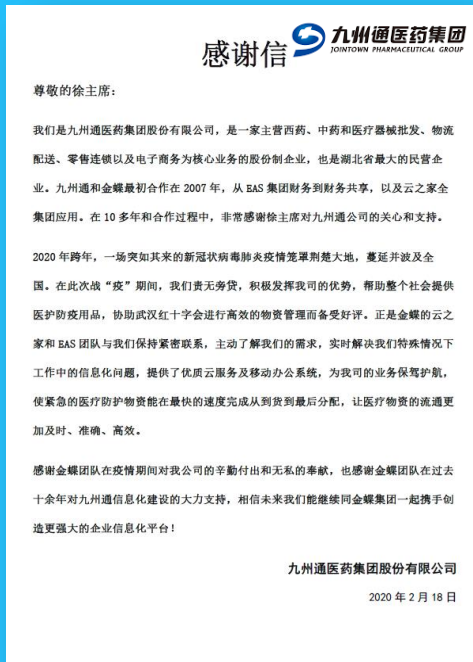 感谢信
九州通医药集团
JOINTOWN PHARMACEUTICAL GROUP
尊敬的徐主席：
我们是九州通医药集团股份有限公司，是一家主营西药、中药和医疗器械批发、物流
配送、零售连锁以及电子商务为核心业务的股份制企业，也是湖北省最大的民营企
业。九州通和金蝶最初合作在 2007 年，从 EAS 集团财务到财务共享，以及云之家全
集团应用。在 10 多年和合作过程中，非常感谢徐主席对九州通公司的关心和支持。
2020 年跨年，一场突如其来的新冠状病毒肺炎疫情笼罩荆楚大地，蔓延并波及全
国。在此次战“疫”期间，我们责无旁贷，积极发挥我司的优势，帮助整个社会提供
医护防疫用品，协助武汉红十字会进行高效的物资管理而备受好评。正是金蝶的云之
家和 EAS 团队与我们保持紧密联系，主动了解我们的需求，实时解决我们特殊情况下
工作中的信息化问题，提供了优质云服务及移动办公系统，为我司的业务保驾护航，
使紧急的医疗防护物资能在最快的速度完成从到货到最后分配，让医疗物资的流通更
加及时、准确、高效。
感谢金蝶团队在疫情期间对我公司的辛勤付出和无私的奉献，也感谢金蝶团队在过去
十余年对九州通信息化建设的大力支持，相信未来我们能继续同金蝶集团一起携手创
造更强大的企业信息化平台！
九州通医药集团股份有限公司
2020 年 2 月 18 日